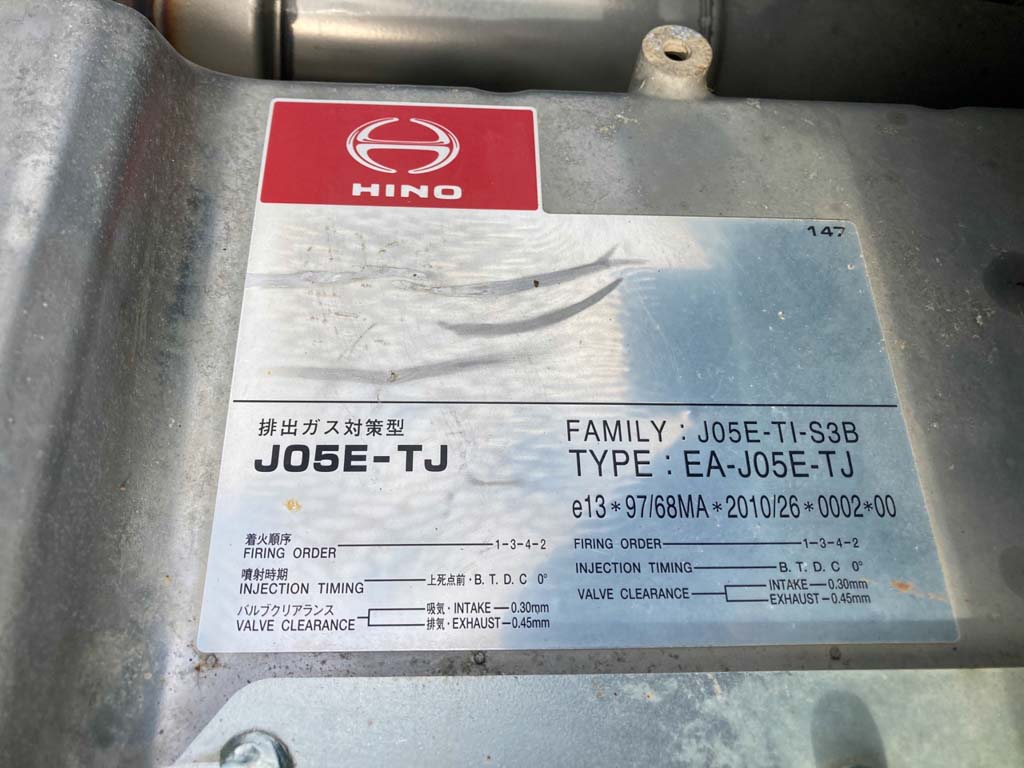 HINO
147
排出ガス対策型
J05E-TJ
FAMILY : J05E-TI-S3B
TYPE : EA-J05E-TJ
e13*97/68MA*2010/26*0002*00
着火順序
FIRING ORDER 1-3-4-2
噴射時期
INJECTION TIMING 上死点前・B. T. D. C 0°
バルブクリアランス
VALVE CLEARANCE
吸気・INTAKE 0.30mm
排気・EXHAUST 0.45mm
FIRING ORDER 1-3-4-2
INJECTION TIMING B. T. D. C 0°
VALVE CLEARANCE
INTAKE 0.30mm
EXHAUST 0.45mm